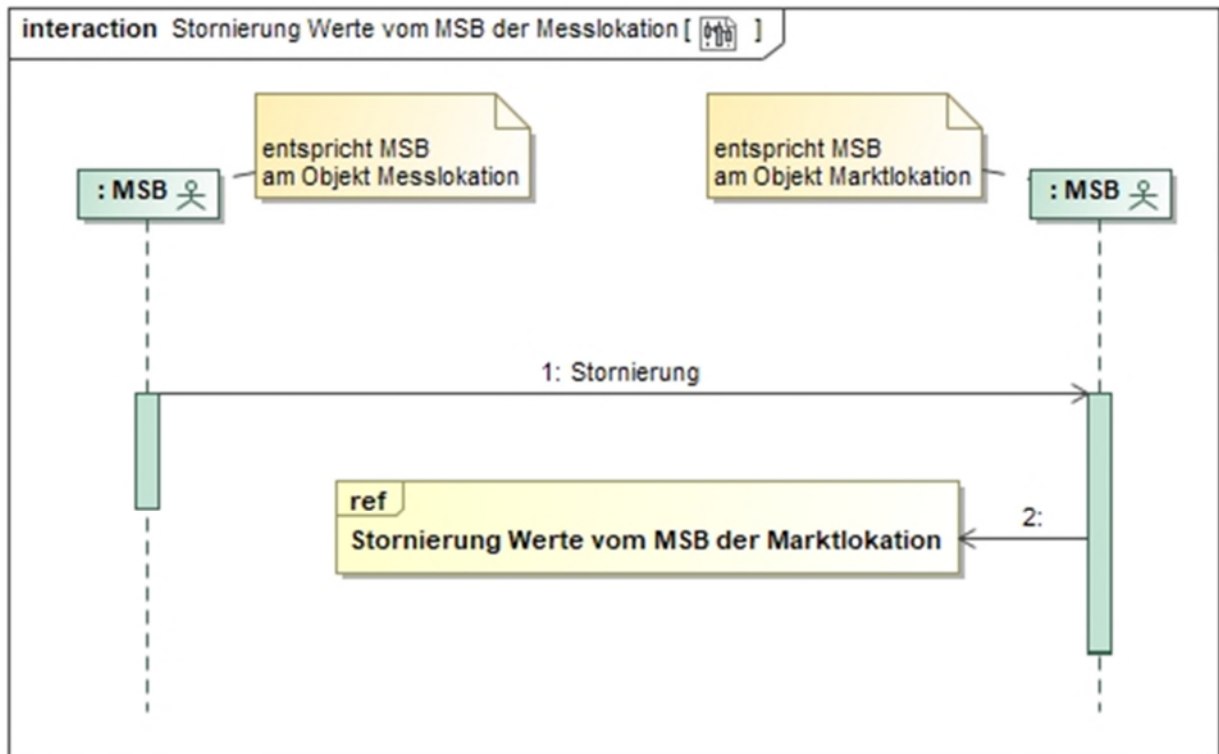 interaction Stornierung Werte vom MSB der Messlokation [ ]
entspricht MSB
am Objekt Messlokation
entspricht MSB
am Objekt Marktlokation
: MSB
: MSB
1: Stornierung
ref
2:
Stornierung Werte vom MSB der Marktlokation